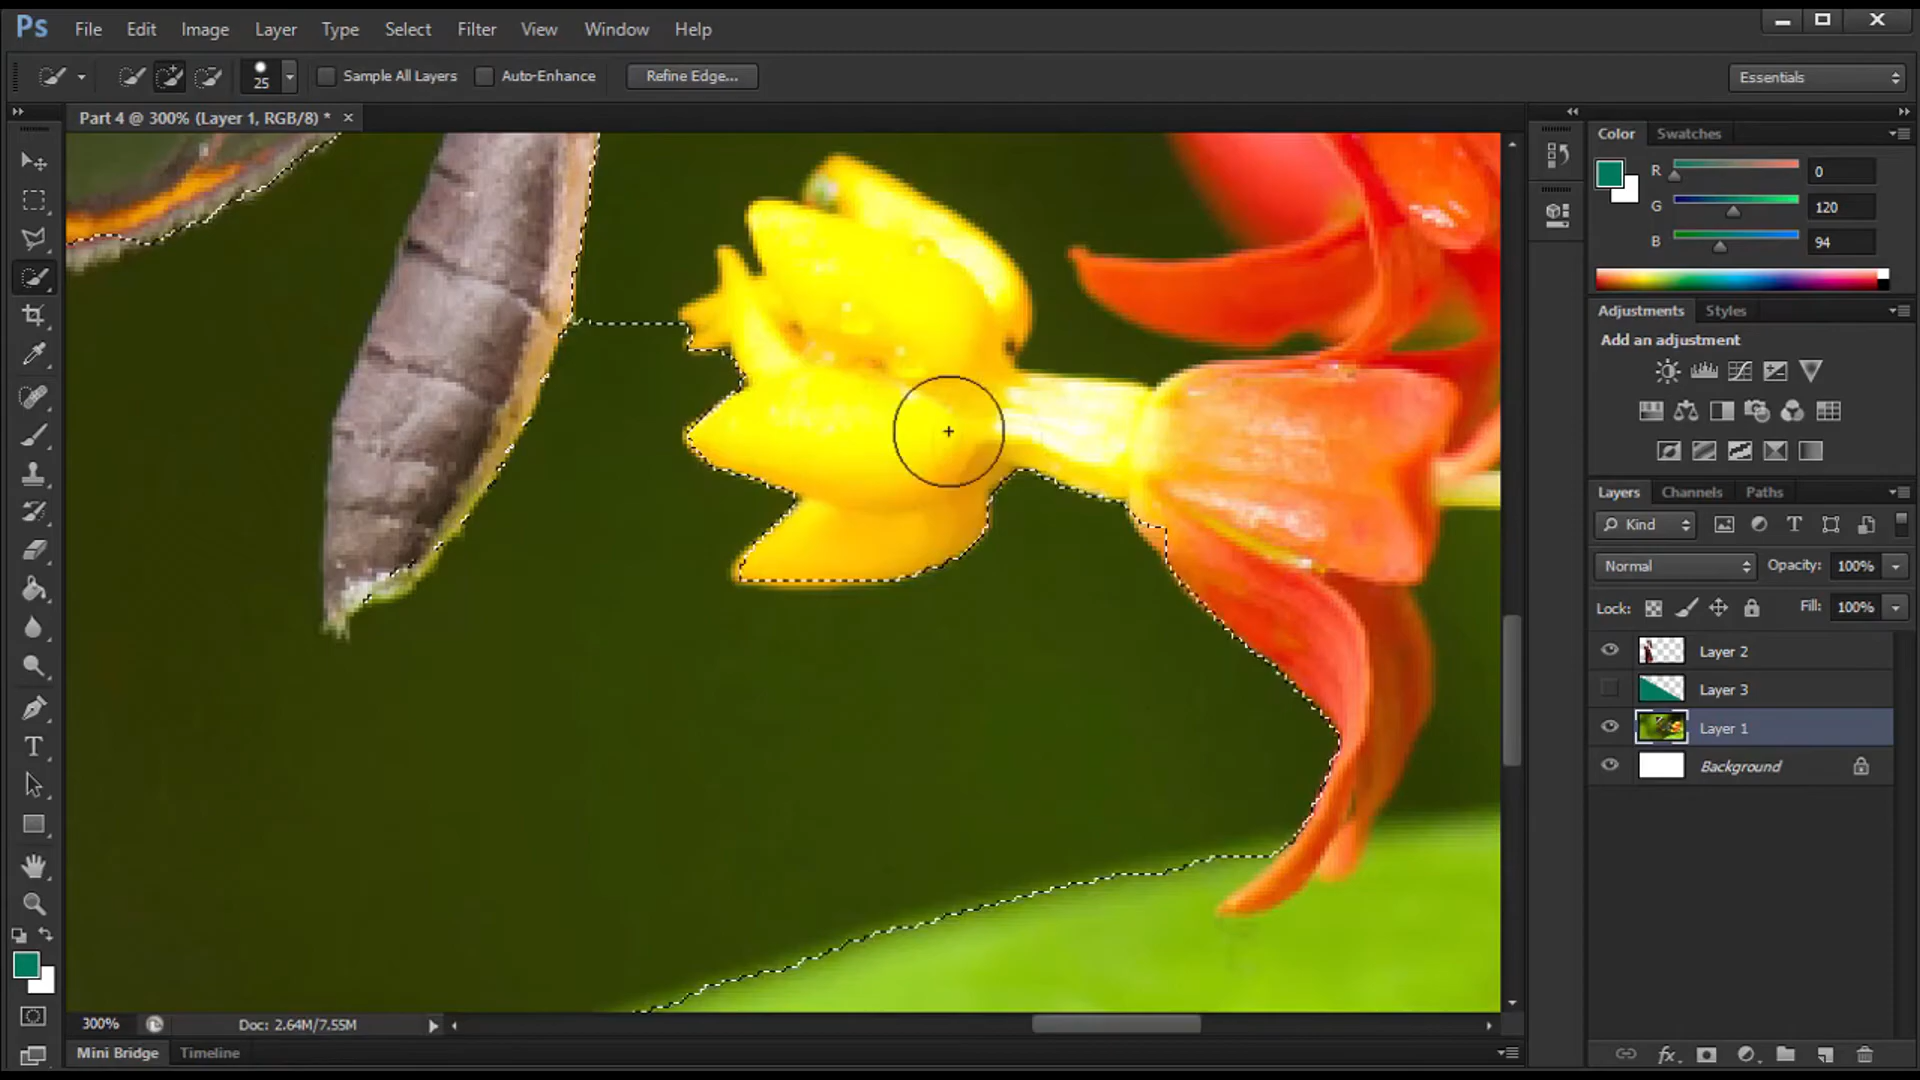 Ps File Edit Image Layer Type Select Filter View Window Help
25 Sample All Layers Auto-Enhance Refine Edge... Essentials
Part 4 @ 300% (Layer 1, RGB/8) * ×
Color Swatches
R 0
G 120
B 94
Adjustments Styles
Add an adjustment
Layers Channels Paths
Kind
Normal Opacity: 100%
Lock: Fill: 100%
Layer 2
Layer 3
Layer 1
Background
300% Doc: 2.64M/7.55M
Mini Bridge Timeline